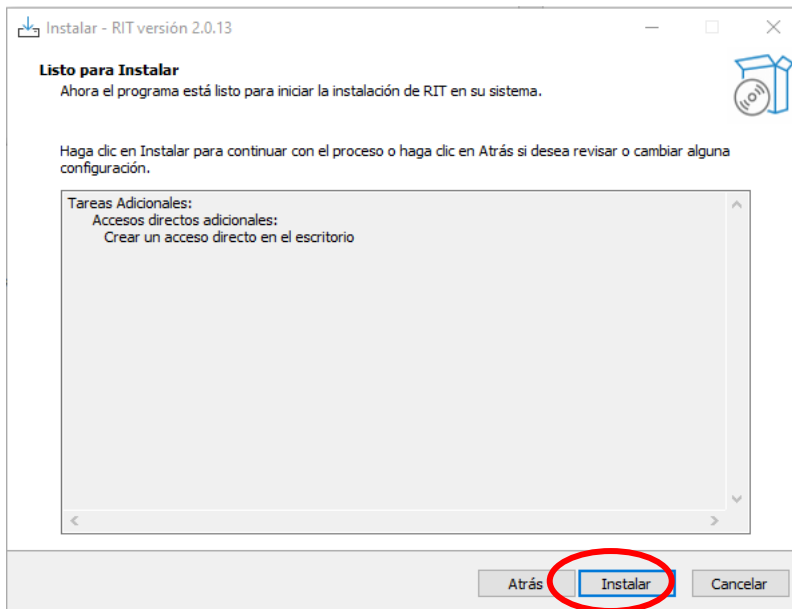 Instalar - RIT versión 2.0.13
Listo para Instalar
Ahora el programa está listo para iniciar la instalación de RIT en su sistema.
Haga clic en Instalar para continuar con el proceso o haga clic en Atrás si desea revisar o cambiar alguna
configuración.
Tareas Adicionales:
Accesos directos adicionales:
Crear un acceso directo en el escritorio
Atrás Instalar Cancelar